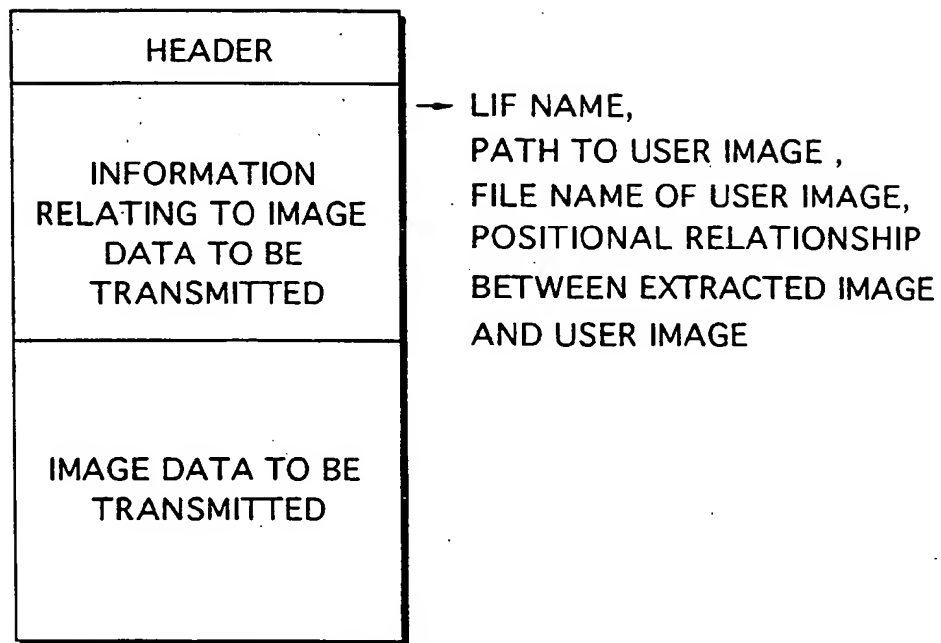 HEADER
INFORMATION
RELATING TO IMAGE
DATA TO BE
TRANSMITTED
→ LIF NAME,
PATH TO USER IMAGE ,
FILE NAME OF USER IMAGE,
POSITIONAL RELATIONSHIP
BETWEEN EXTRACTED IMAGE
AND USER IMAGE
IMAGE DATA TO BE
TRANSMITTED